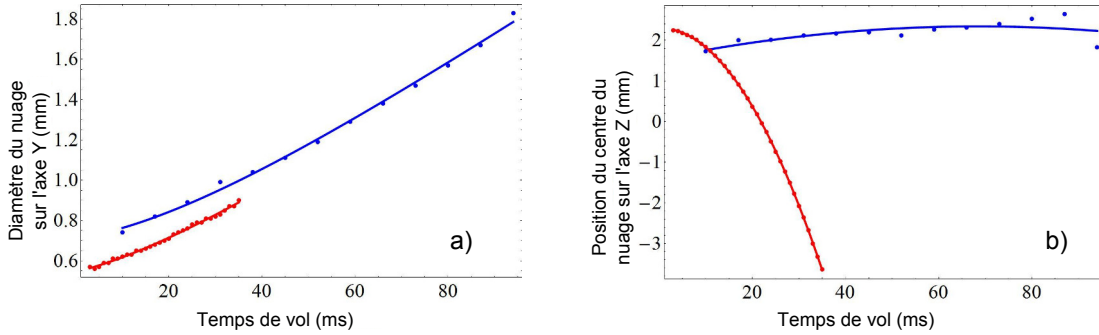 Diamètre du nuage
sur l'axe Y (mm)
1.8
1.6
1.4
1.2
1.0
0.8
0.6
20
40
60
80
Temps de vol (ms)
a)
Position du centre du
nuage sur l'axe Z (mm)
2
1
0
−1
−2
−3
20
40
60
80
Temps de vol (ms)
b)